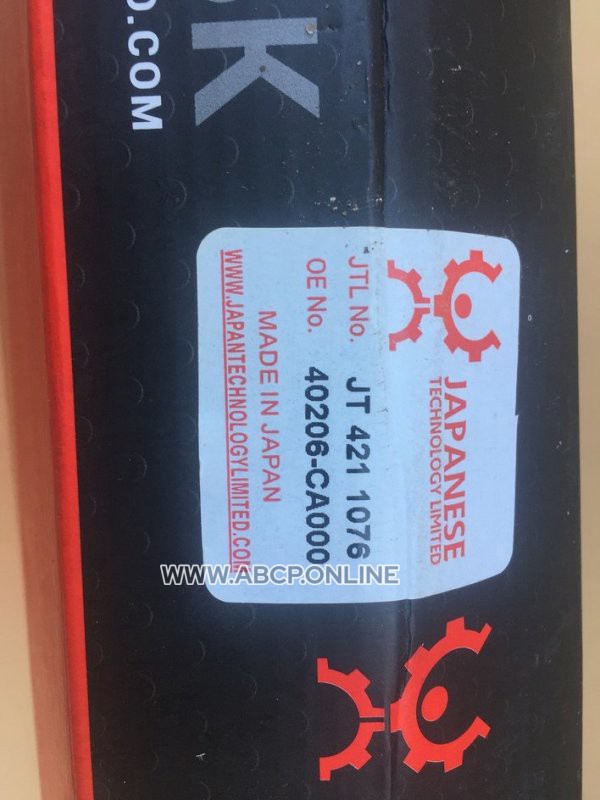 JAPANESE
TECHNOLOGY LIMITED
JTL No. JT 421 1076
OE No. 40206-CA000
MADE IN JAPAN
WWW.JAPANTECHNOLOGYLIMITED.COM
WWW.ABCP.ONLINE